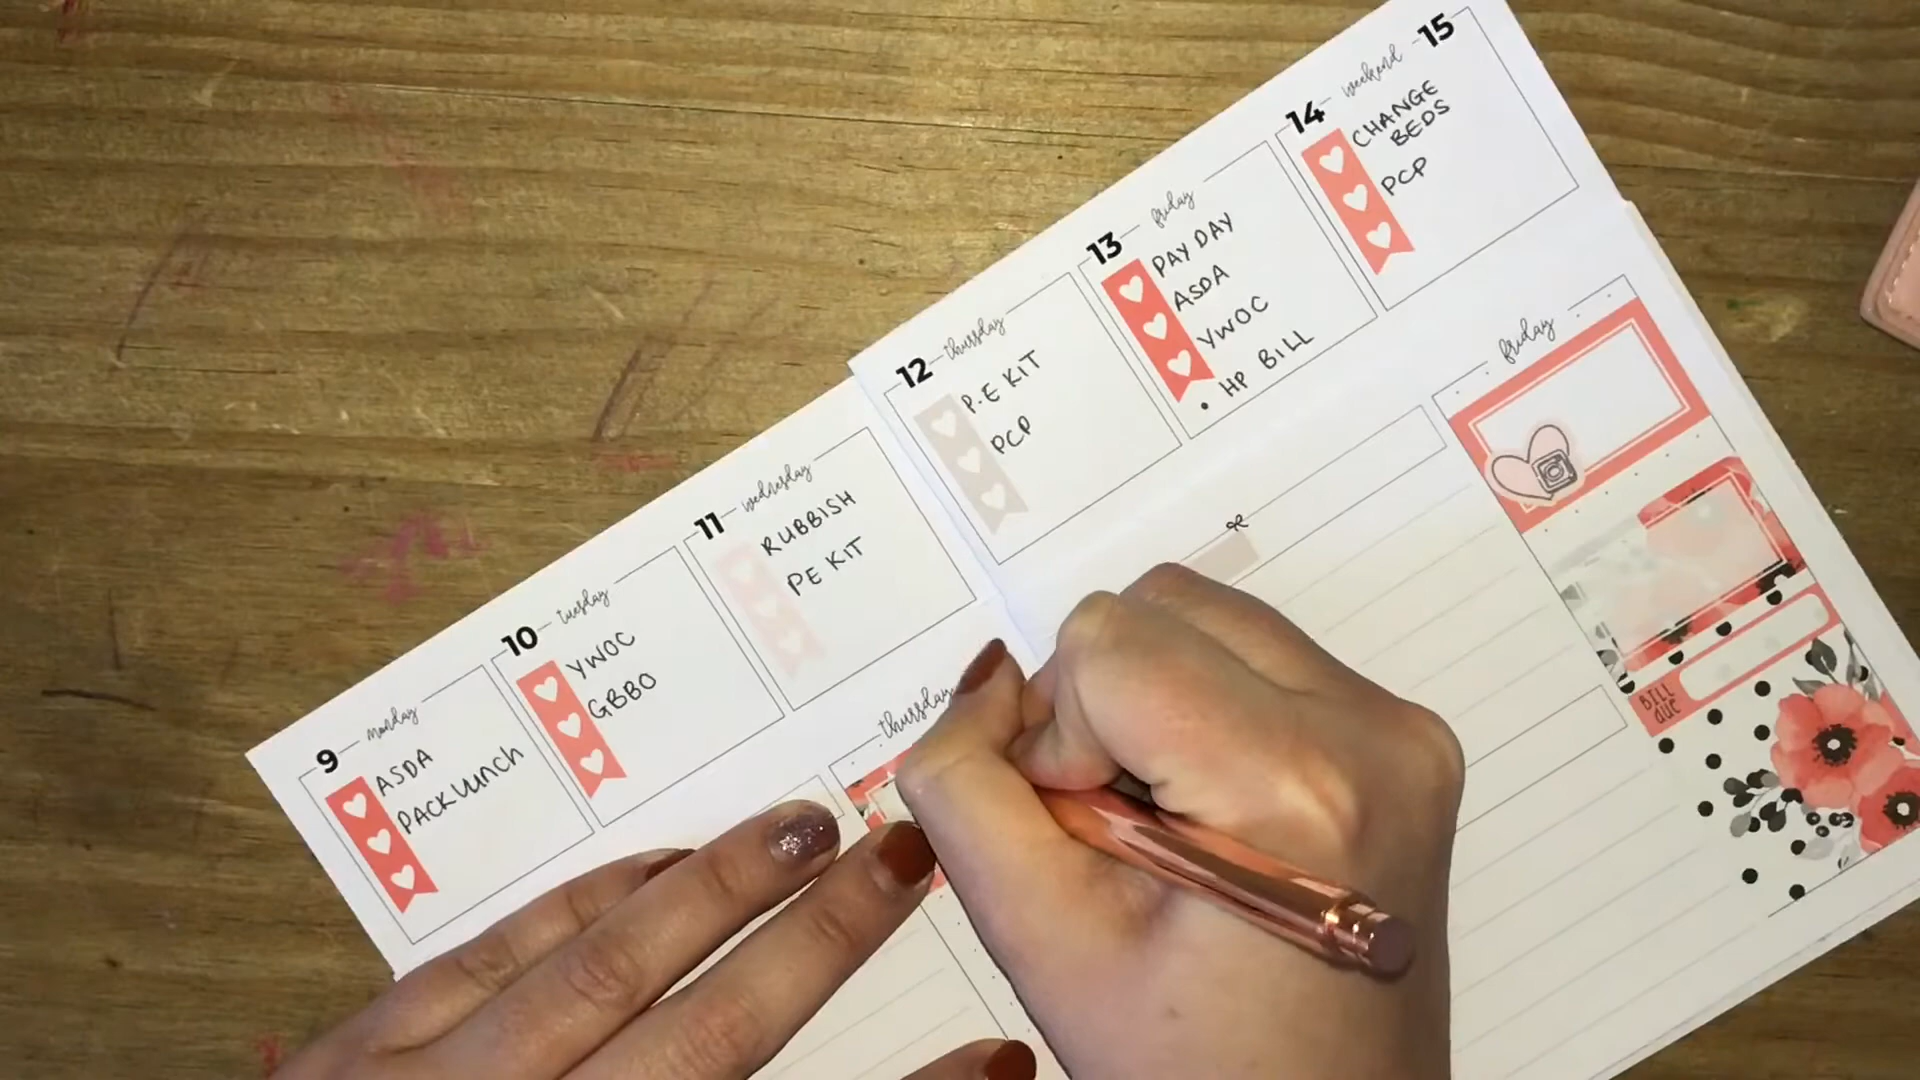 9 monday
ASDA
PACK LUNCH
10 tuesday
YWOC
GBBO
11 wednesday
RUBBISH
PE KIT
12 thursday
P.E KIT
PCP
13 friday
PAY DAY
ASDA
YWOC
• HP BILL
14 weekend 15
CHANGE
BEDS
PCP
thursday
friday
BILL
due